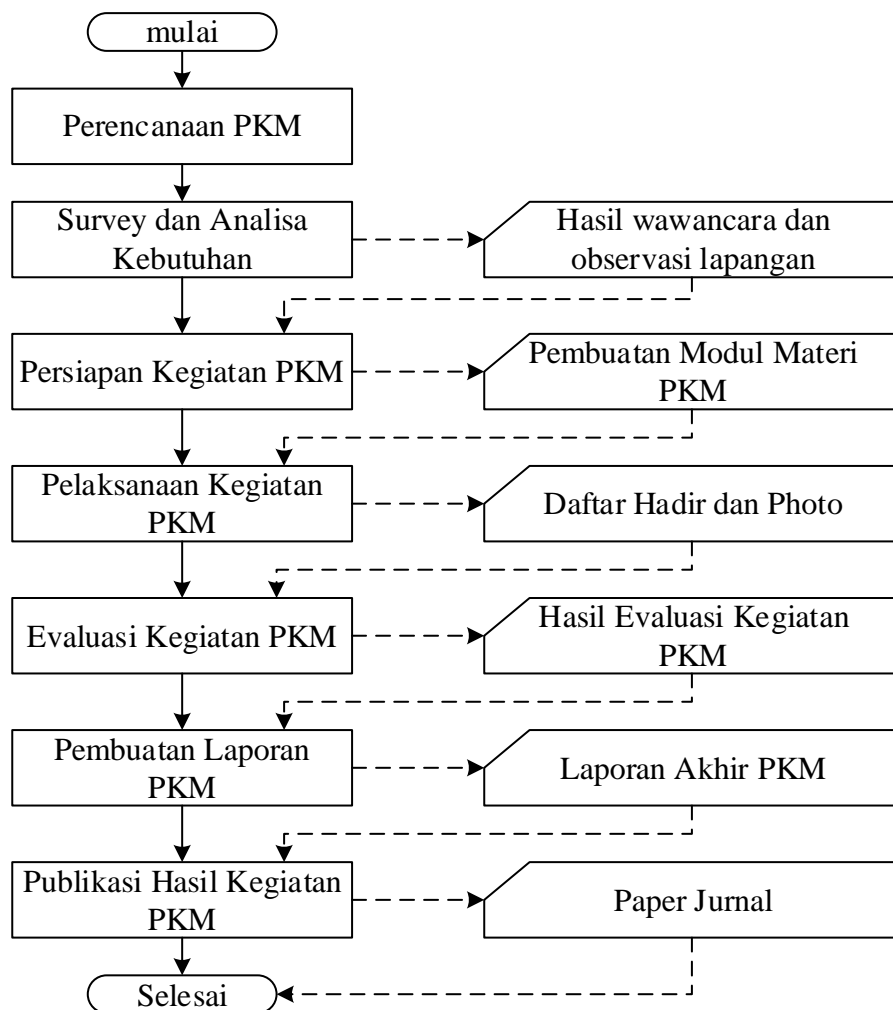 mulai
Perencanaan PKM
Survey dan Analisa
Kebutuhan
Hasil wawancara dan
observasi lapangan
Persiapan Kegiatan PKM
Pembuatan Modul Materi
PKM
Pelaksanaan Kegiatan
PKM
Daftar Hadir dan Photo
Evaluasi Kegiatan PKM
Hasil Evaluasi Kegiatan
PKM
Pembuatan Laporan
PKM
Laporan Akhir PKM
Publikasi Hasil Kegiatan
PKM
Paper Jurnal
Selesai